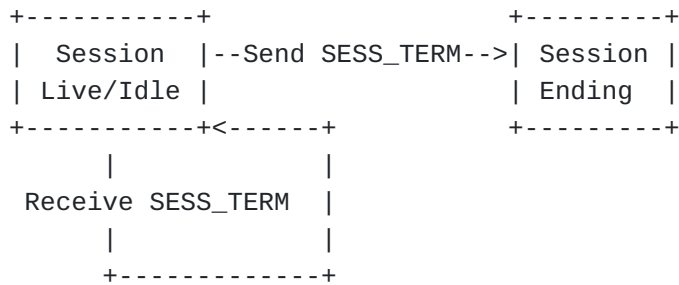 +-----------+                    +---------+
|  Session  |--Send SESS_TERM-->| Session |
| Live/Idle |                    | Ending  |
+-----------+<------+            +---------+
      |             |
 Receive SESS_TERM  |
      |             |
      +-------------+